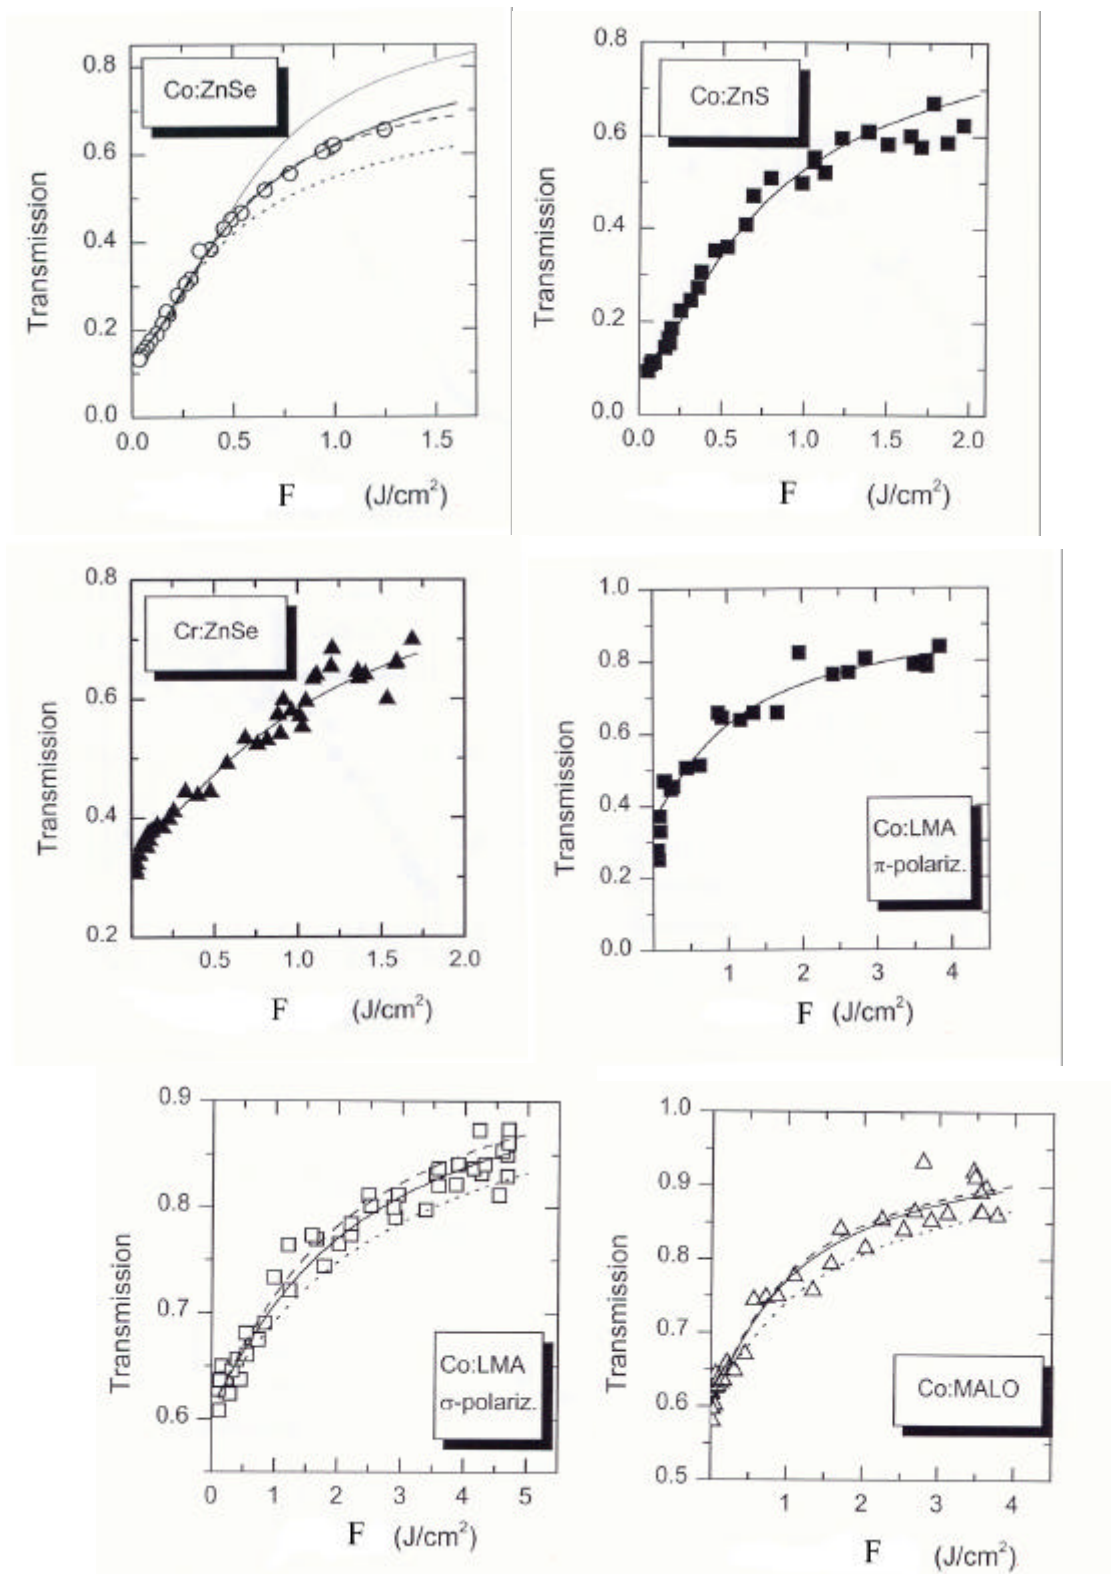 0.8
Co:ZnSe
0.6
0.4
0.2
0.0
Transmission
0.0 0.5 1.0 1.5
F (J/cm²)
0.8
Co:ZnS
0.6
0.4
0.2
0.0
Transmission
0.0 0.5 1.0 1.5 2.0
F (J/cm²)
0.8
Cr:ZnSe
0.6
0.4
0.2
Transmission
0.5 1.0 1.5 2.0
F (J/cm²)
1.0
0.8
0.6
0.4
0.2
0.0
Transmission
Co:LMA
π-polariz.
1 2 3 4
F (J/cm²)
0.9
0.8
0.7
0.6
Transmission
Co:LMA
σ-polariz.
0 1 2 3 4 5
F (J/cm²)
1.0
0.9
0.8
0.7
0.6
0.5
Transmission
Co:MALO
1 2 3 4
F (J/cm²)